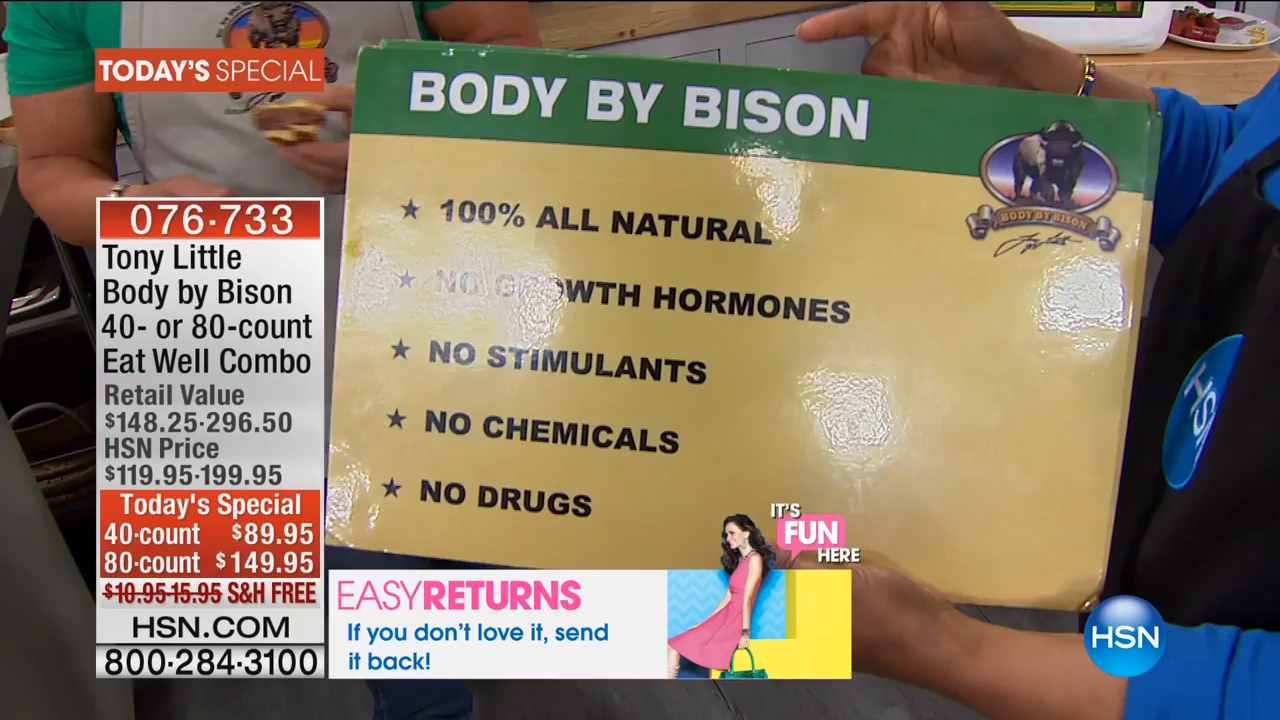 TODAY'S SPECIAL
076-733
Tony Little
Body by Bison
40- or 80-count
Eat Well Combo
Retail Value
$148.25-296.50
HSN Price
$119.95-199.95
Today's Special
40-count $89.95
80-count $149.95
$10.95-15.95 S&H FREE
HSN.COM
800-284-3100
BODY BY BISON
★ 100% ALL NATURAL
★ NO GROWTH HORMONES
★ NO STIMULANTS
★ NO CHEMICALS
★ NO DRUGS
BODY BY BISON
IT'S
FUN
HERE
EASYRETURNS
If you don't love it, send
it back!
HSN
HSN